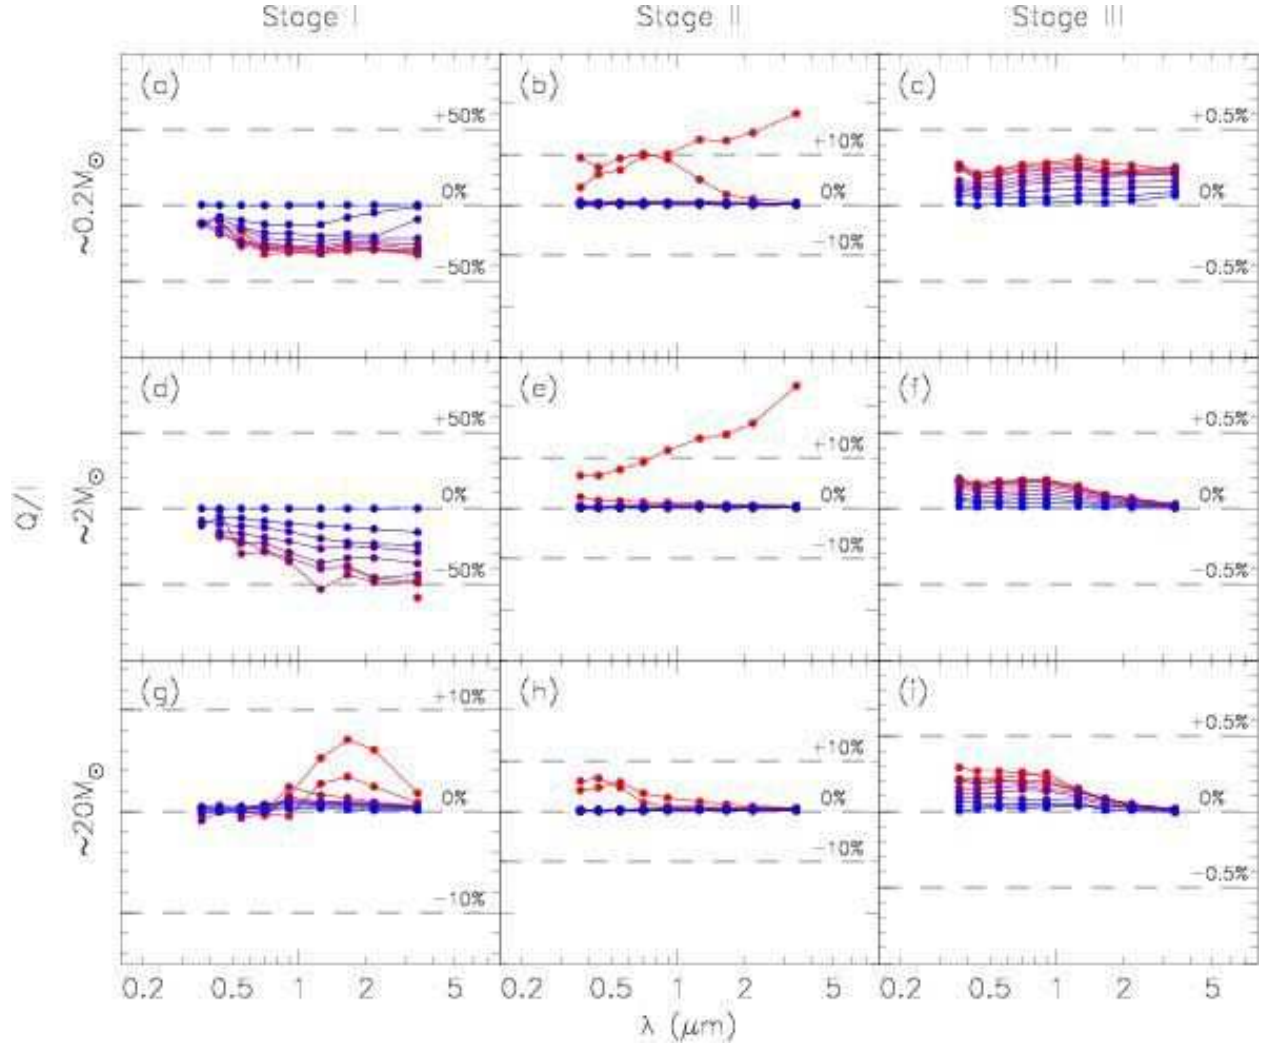 Stage I Stage II Stage III
(a) (b) (c)
+50% +10% +0.5%
~0.2M⊙ 0% 0% 0%
-50% -10% -0.5%
(d) (e) (f)
+50% +10% +0.5%
Q/I ~2M⊙ 0% 0% 0%
-50% -10% -0.5%
(g) (h) (i)
+10% +10% +0.5%
~20M⊙ 0% 0% 0%
-10% -10% -0.5%
0.2 0.5 1 2 5 0.2 0.5 1 2 5 0.2 0.5 1 2 5
λ (μm)